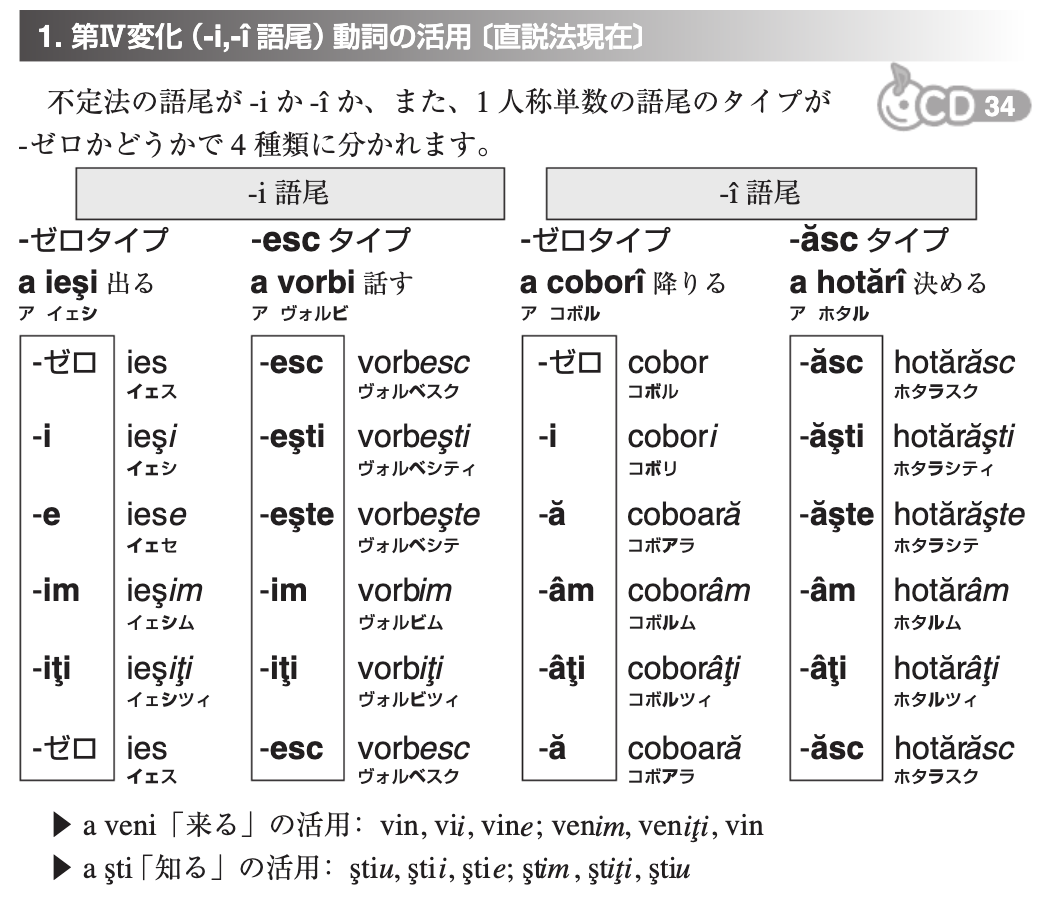 1. 第Ⅳ変化（-i,-î 語尾）動詞の活用〔直説法現在〕
不定法の語尾が -i か -î か、また、1 人称単数の語尾のタイプが
CD 34
-ゼロかどうかで 4 種類に分かれます。
-i 語尾 -î 語尾
-ゼロタイプ -esc タイプ -ゼロタイプ -ăsc タイプ
a ieşi 出る a vorbi 話す a coborî 降りる a hotărî 決める
ア イェシ ア ヴォルビ ア コボル ア ホタル
-ゼロ ies -esc vorbesc -ゼロ cobor -ăsc hotărăsc
イェス ヴォルベスク コボル ホタラスク
-i ieşi -eşti vorbeşti -i cobori -ăşti hotărăşti
イェシ ヴォルベシティ コボリ ホタラシティ
-e iese -eşte vorbeşte -ă coboară -ăşte hotărăşte
イェセ ヴォルベシテ コボアラ ホタラシテ
-im ieşim -im vorbim -âm coborâm -âm hotărâm
イェシム ヴォルビム コボルム ホタルム
-iţi ieşiţi -iţi vorbiţi -âţi coborâţi -âţi hotărâţi
イェシツィ ヴォルビツィ コボルツィ ホタルツィ
-ゼロ ies -esc vorbesc -ă coboară -ăsc hotărăsc
イェス ヴォルベスク コボアラ ホタラスク
▶ a veni「来る」の活用： vin, vii, vine; venim, veniţi, vin
▶ a şti「知る」の活用： ştiu, ştii, ştie; ştim , ştiţi, ştiu